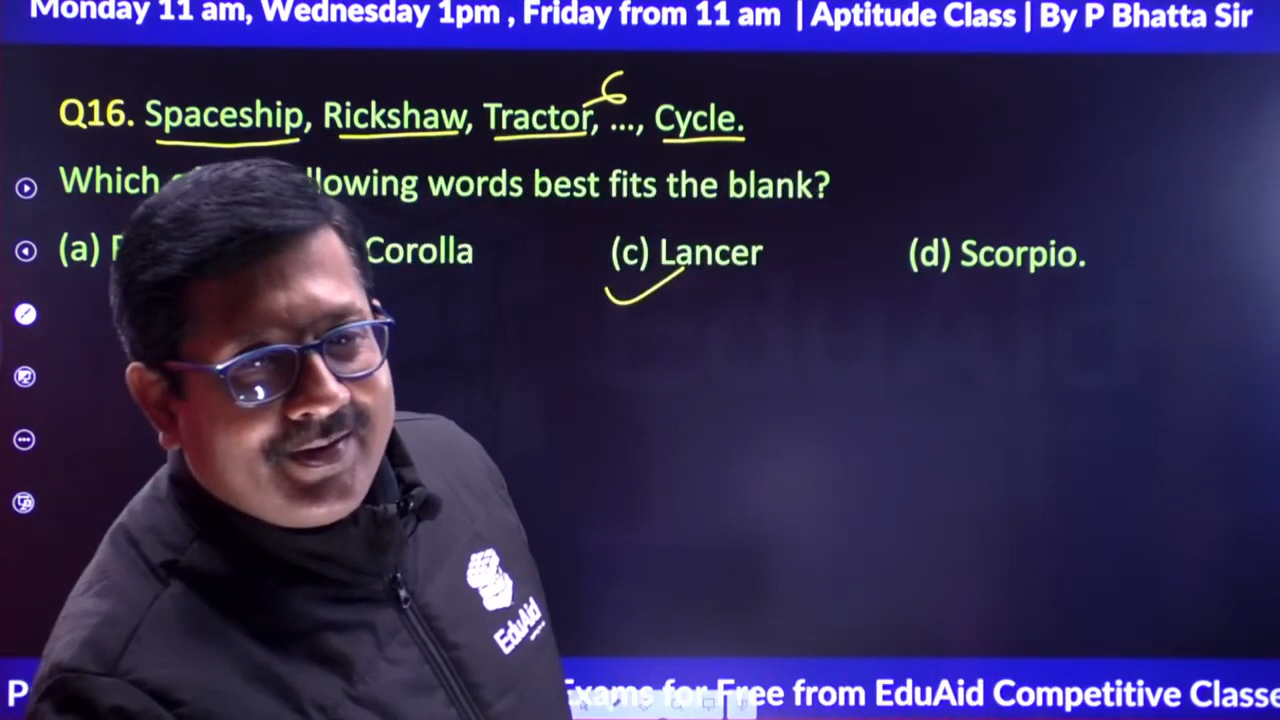 Monday 11 am, Wednesday 1pm , Friday from 11 am | Aptitude Class | By P Bhatta Sir
Q16. Spaceship, Rickshaw, Tractor, ..., Cycle.
6
Which llowing words best fits the blank?
(a) Corolla (c) Lancer (d) Scorpio.
EduAid
Exams for Free from EduAid Competitive Classe